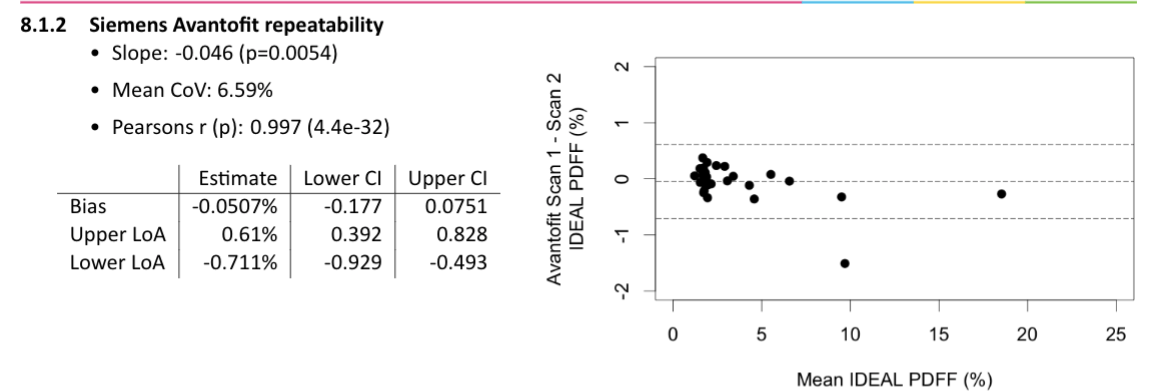 8.1.2 Siemens Avantofit repeatability
• Slope: -0.046 (p=0.0054)
• Mean CoV: 6.59%
• Pearsons r (p): 0.997 (4.4e-32)
Estimate Lower CI Upper CI
Bias -0.0507% -0.177 0.0751
Upper LoA 0.61% 0.392 0.828
Lower LoA -0.711% -0.929 -0.493
Avantofit Scan 1 - Scan 2
IDEAL PDFF (%)
2
1
0
-1
-2
0 5 10 15 20 25
Mean IDEAL PDFF (%)